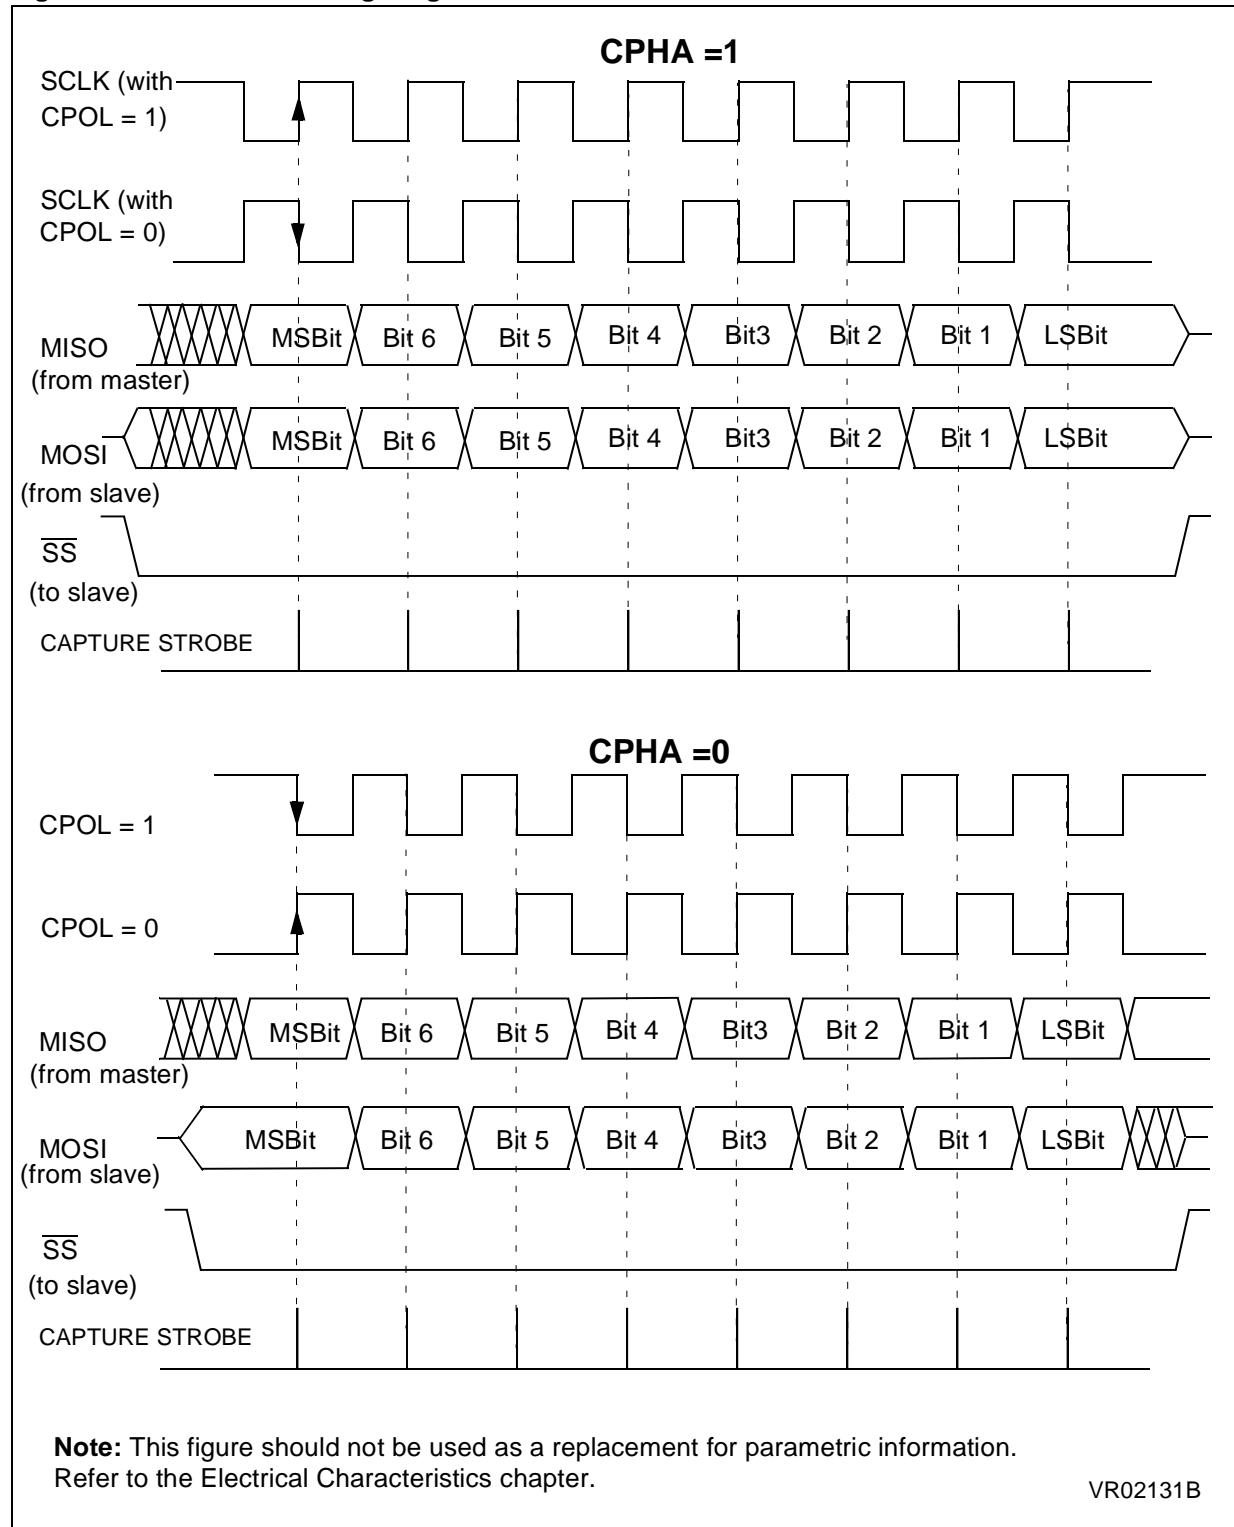 CPHA =1
SCLK (with
CPOL = 1)
SCLK (with
CPOL = 0)
MISO
(from master)
MSBit Bit 6 Bit 5 Bit 4 Bit3 Bit 2 Bit 1 LSBit
MOSI
(from slave)
MSBit Bit 6 Bit 5 Bit 4 Bit3 Bit 2 Bit 1 LSBit
SS
(to slave)
CAPTURE STROBE
CPHA =0
CPOL = 1
CPOL = 0
MISO
(from master)
MSBit Bit 6 Bit 5 Bit 4 Bit3 Bit 2 Bit 1 LSBit
MOSI
(from slave)
MSBit Bit 6 Bit 5 Bit 4 Bit3 Bit 2 Bit 1 LSBit
SS
(to slave)
CAPTURE STROBE
Note: This figure should not be used as a replacement for parametric information.
Refer to the Electrical Characteristics chapter.
VR02131B